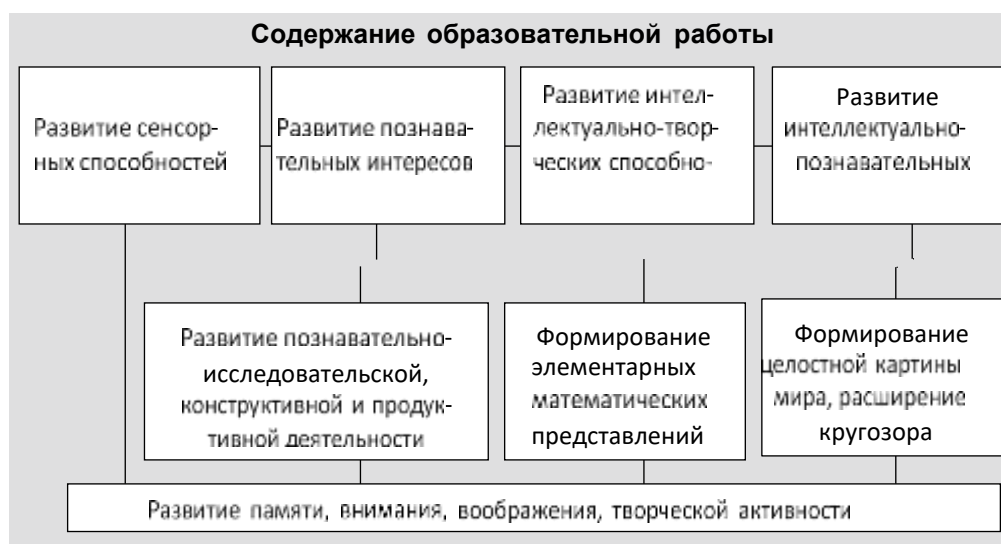 Содержание образовательной работы
Развитие сенсор-
ных способностей
Развитие познава-
тельных интересов
Развитие интел-
лектуально-твор-
ческих способно-
Развитие
интеллектуально-
познавательных
Развитие познавательно-
исследовательской,
конструктивной и продук-
тивной деятельности
Формирование
элементарных
математических
представлений
Формирование
целостной картины
мира, расширение
кругозора
Развитие памяти, внимания, воображения, творческой активности